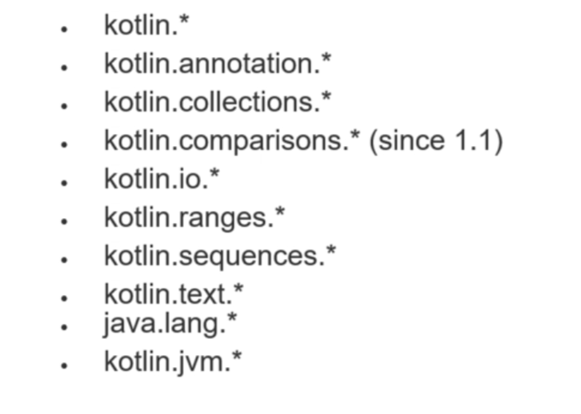 • kotlin.*
• kotlin.annotation.*
• kotlin.collections.*
• kotlin.comparisons.* (since 1.1)
• kotlin.io.*
• kotlin.ranges.*
• kotlin.sequences.*
• kotlin.text.*
• java.lang.*
• kotlin.jvm.*